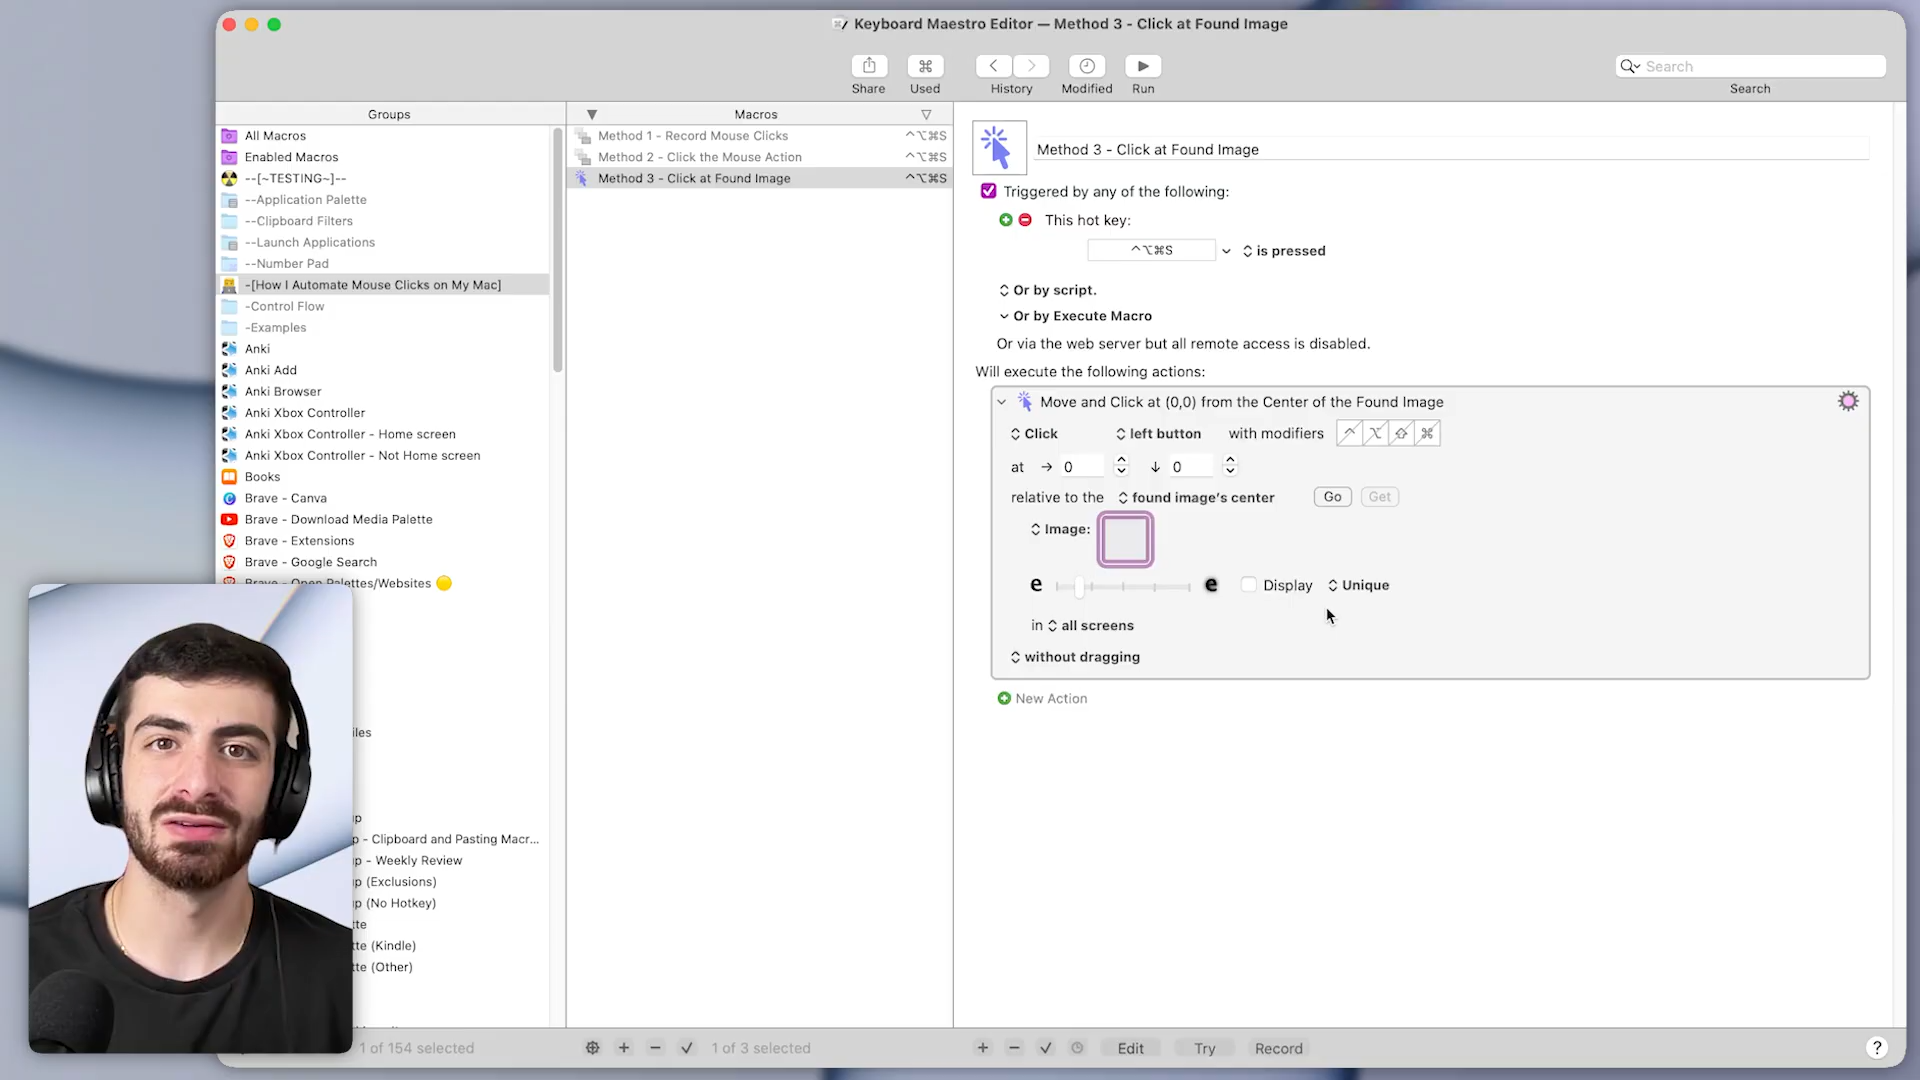 Keyboard Maestro Editor — Method 3 - Click at Found Image
Share
Used
History
Modified
Run
Search
Search
Groups
All Macros
Enabled Macros
--[~TESTING~]--
--Application Palette
--Clipboard Filters
--Launch Applications
--Number Pad
-[How I Automate Mouse Clicks on My Mac]
-Control Flow
-Examples
Anki
Anki Add
Anki Browser
Anki Xbox Controller
Anki Xbox Controller - Home screen
Anki Xbox Controller - Not Home screen
Books
Brave - Canva
Brave - Download Media Palette
Brave - Extensions
Brave - Google Search
Brave - Open Palettes/Websites
iles
p
p - Clipboard and Pasting Macr...
p - Weekly Review
p (Exclusions)
p (No Hotkey)
tte
tte (Kindle)
tte (Other)
1 of 154 selected
Macros
Method 1 - Record Mouse Clicks ^⌥⌘S
Method 2 - Click the Mouse Action ^⌥⌘S
Method 3 - Click at Found Image ^⌥⌘S
1 of 3 selected
Method 3 - Click at Found Image
Triggered by any of the following:
This hot key:
^⌥⌘S is pressed
Or by script.
Or by Execute Macro
Or via the web server but all remote access is disabled.
Will execute the following actions:
Move and Click at (0,0) from the Center of the Found Image
Click left button with modifiers ^ ⌥ ⇧ ⌘
at → 0 ↓ 0
relative to the found image's center Go Get
Image:
e e Display Unique
in all screens
without dragging
New Action
Edit Try Record ?